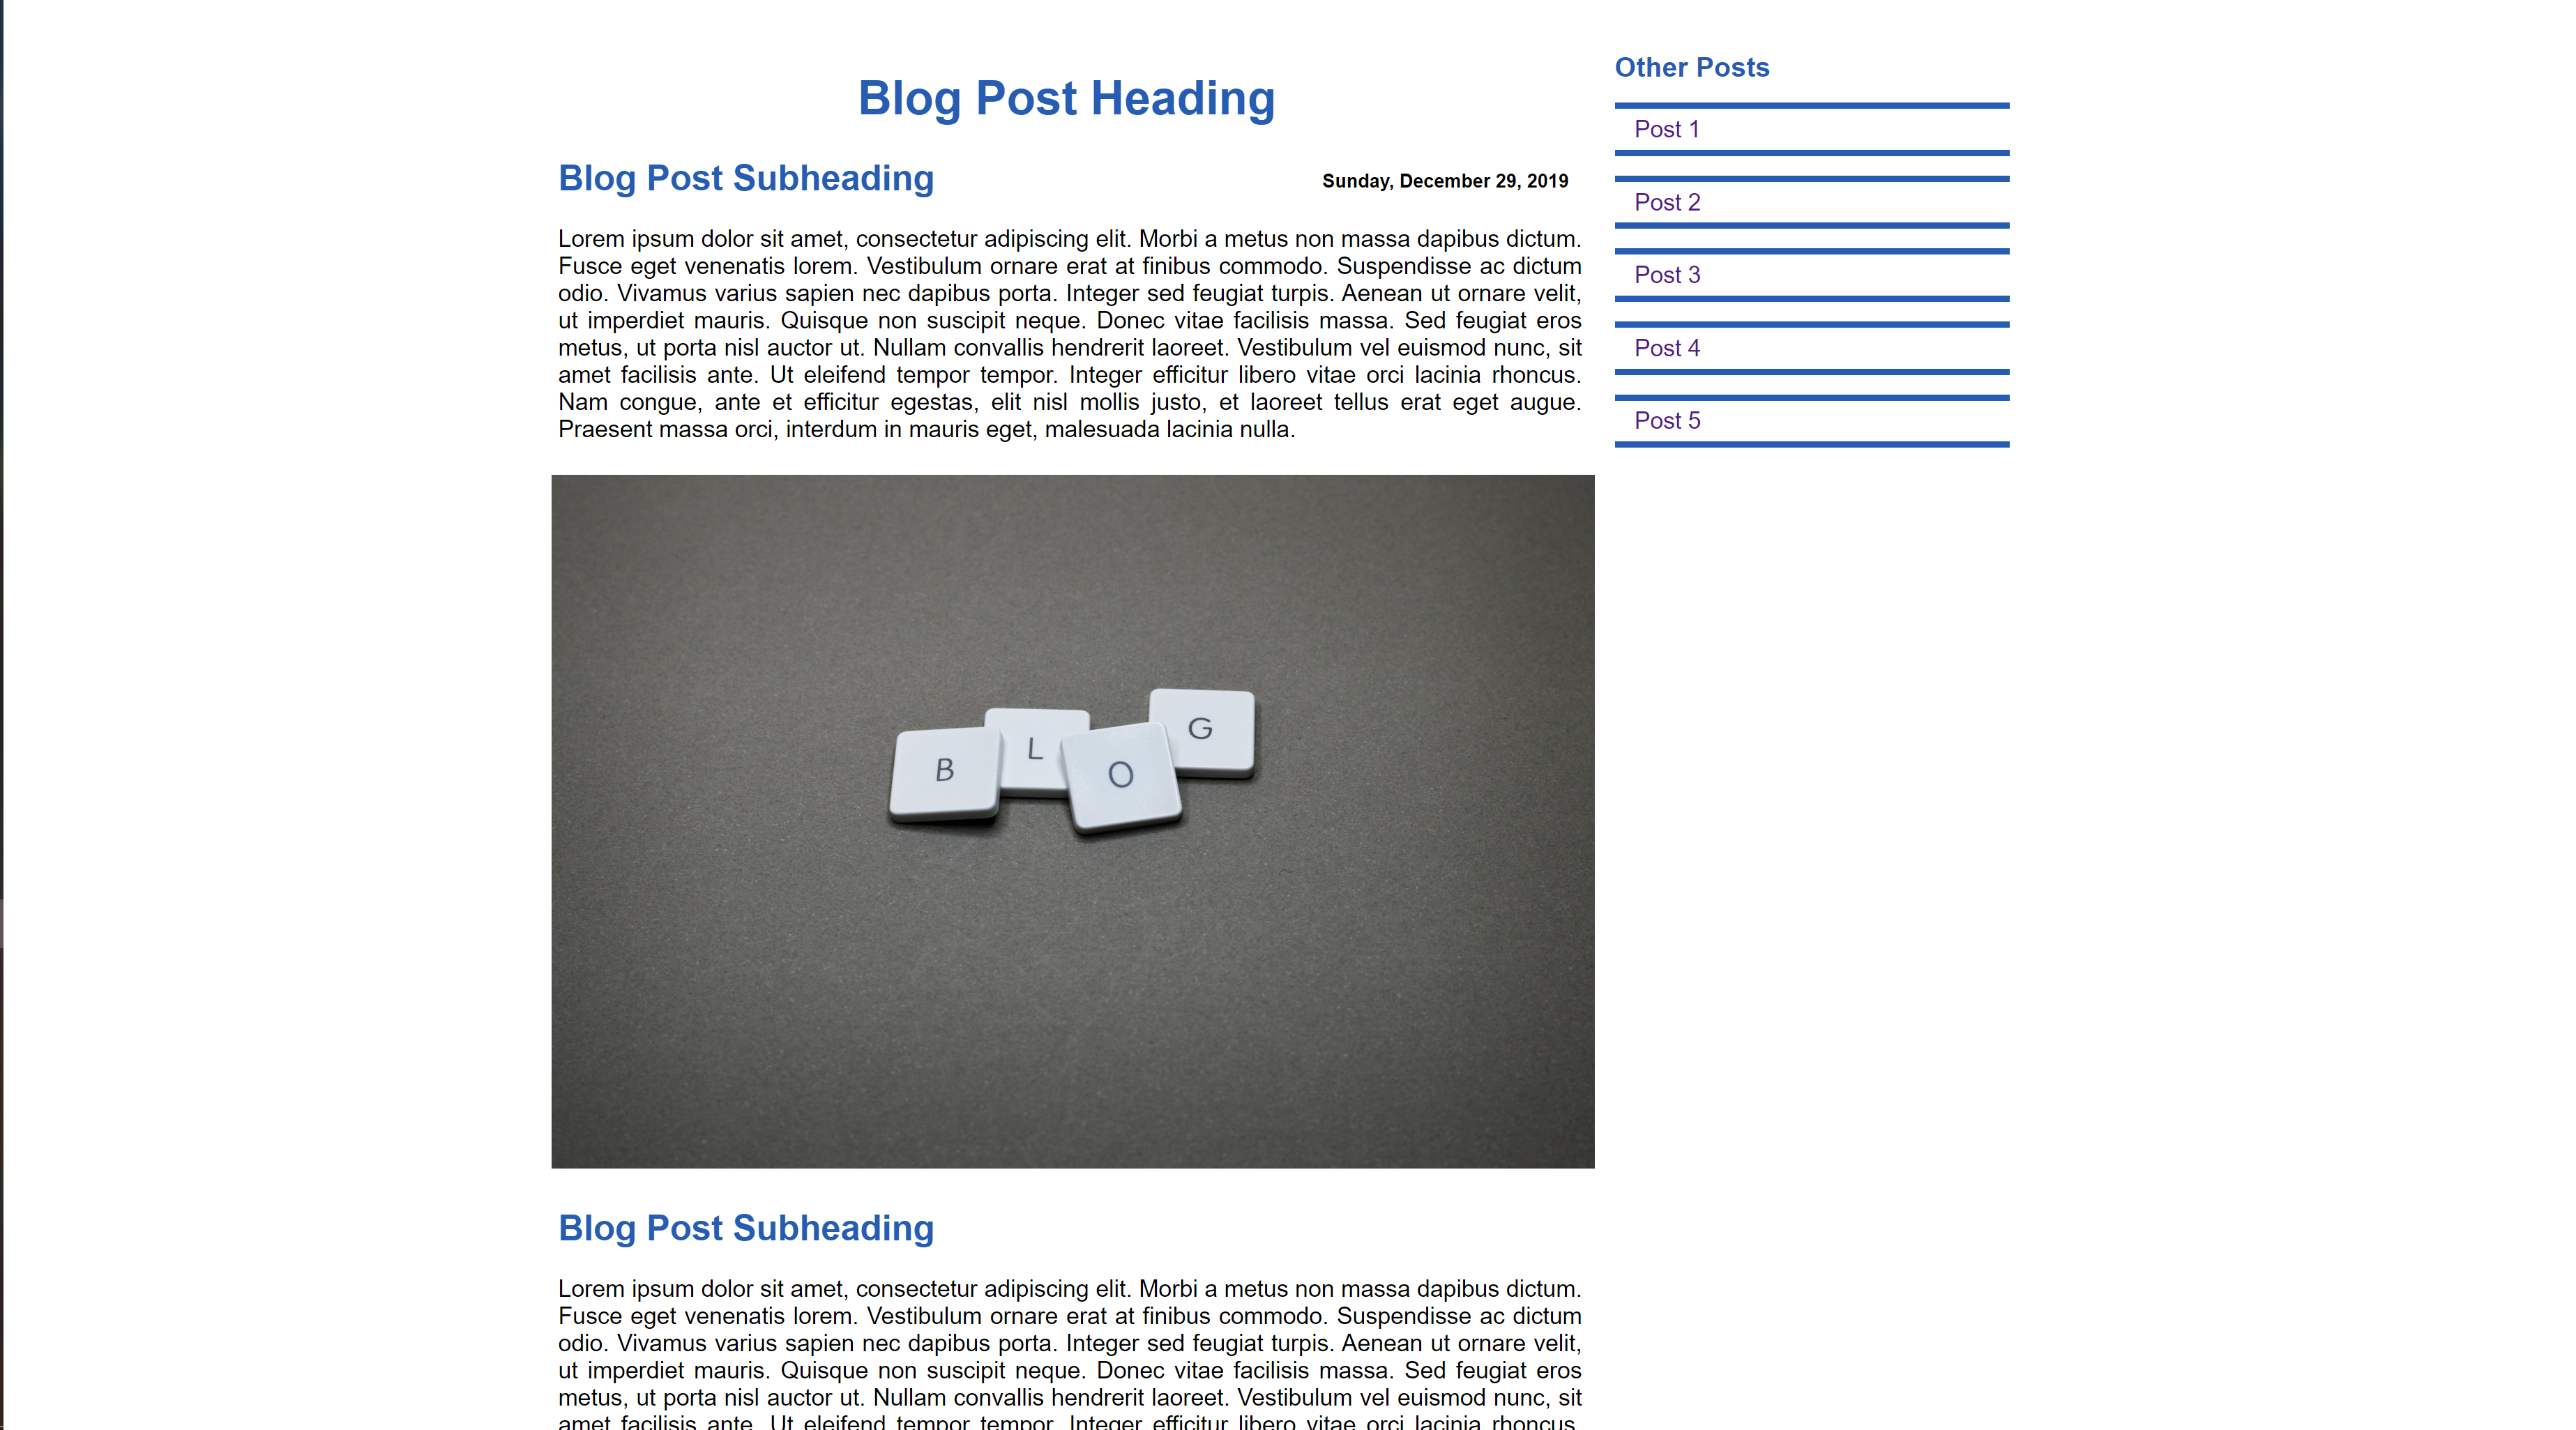 Blog Post Heading
Blog Post Subheading
Sunday, December 29, 2019
Lorem ipsum dolor sit amet, consectetur adipiscing elit. Morbi a metus non massa dapibus dictum.
Fusce eget venenatis lorem. Vestibulum ornare erat at finibus commodo. Suspendisse ac dictum
odio. Vivamus varius sapien nec dapibus porta. Integer sed feugiat turpis. Aenean ut ornare velit,
ut imperdiet mauris. Quisque non suscipit neque. Donec vitae facilisis massa. Sed feugiat eros
metus, ut porta nisl auctor ut. Nullam convallis hendrerit laoreet. Vestibulum vel euismod nunc, sit
amet facilisis ante. Ut eleifend tempor tempor. Integer efficitur libero vitae orci lacinia rhoncus.
Nam congue, ante et efficitur egestas, elit nisl mollis justo, et laoreet tellus erat eget augue.
Praesent massa orci, interdum in mauris eget, malesuada lacinia nulla.
B L O G
Blog Post Subheading
Lorem ipsum dolor sit amet, consectetur adipiscing elit. Morbi a metus non massa dapibus dictum.
Fusce eget venenatis lorem. Vestibulum ornare erat at finibus commodo. Suspendisse ac dictum
odio. Vivamus varius sapien nec dapibus porta. Integer sed feugiat turpis. Aenean ut ornare velit,
ut imperdiet mauris. Quisque non suscipit neque. Donec vitae facilisis massa. Sed feugiat eros
metus, ut porta nisl auctor ut. Nullam convallis hendrerit laoreet. Vestibulum vel euismod nunc, sit
amet facilisis ante. Ut eleifend tempor tempor. Integer efficitur libero vitae orci lacinia rhoncus.
Other Posts
Post 1
Post 2
Post 3
Post 4
Post 5